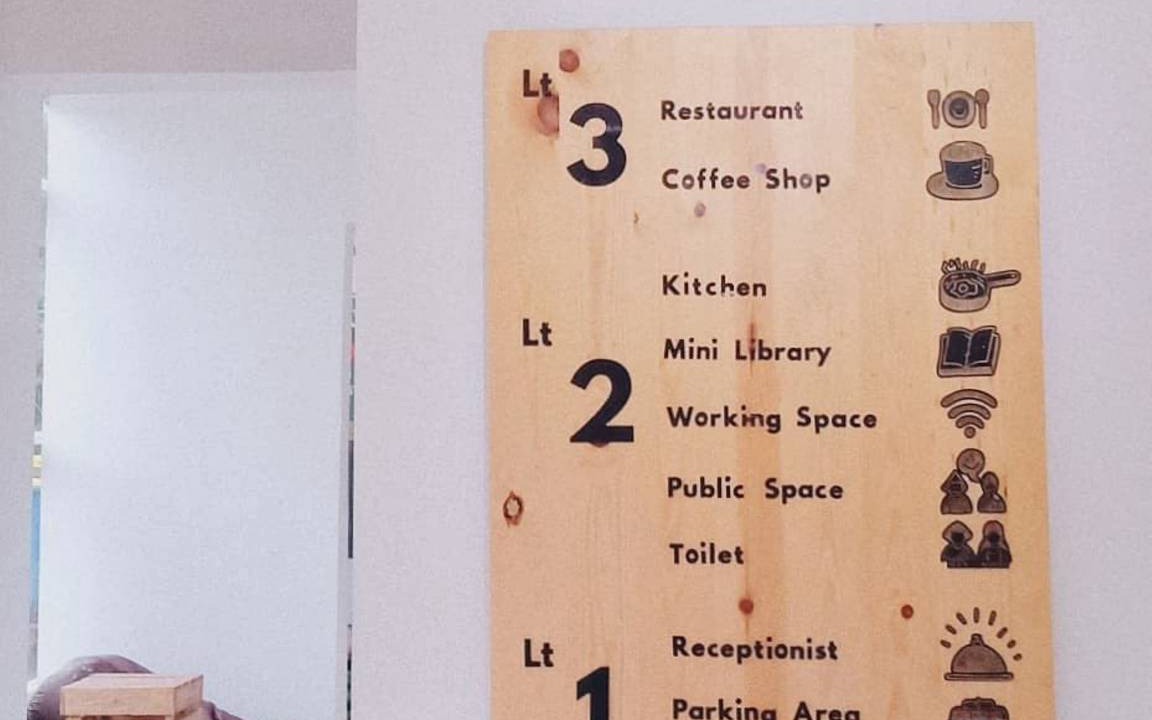 Lt
3
Restaurant
Coffee Shop
Kitchen
Lt
2
Mini Library
Working Space
Public Space
Toilet
Lt
1
Receptionist
Parking Area